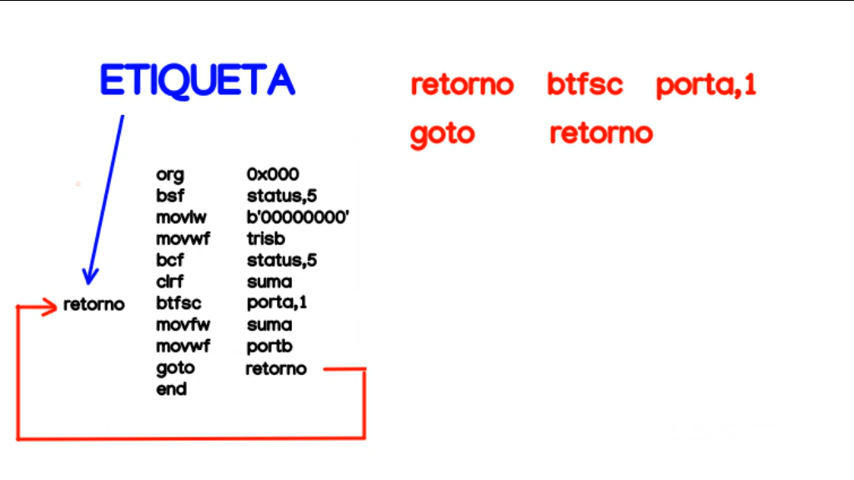 ETIQUETA
org 0x000
bsf status,5
movlw b'00000000'
movwf trisb
bcf status,5
clrf suma
retorno btfsc porta,1
movfw suma
movwf portb
goto retorno
end
retorno btfsc porta,1
goto retorno